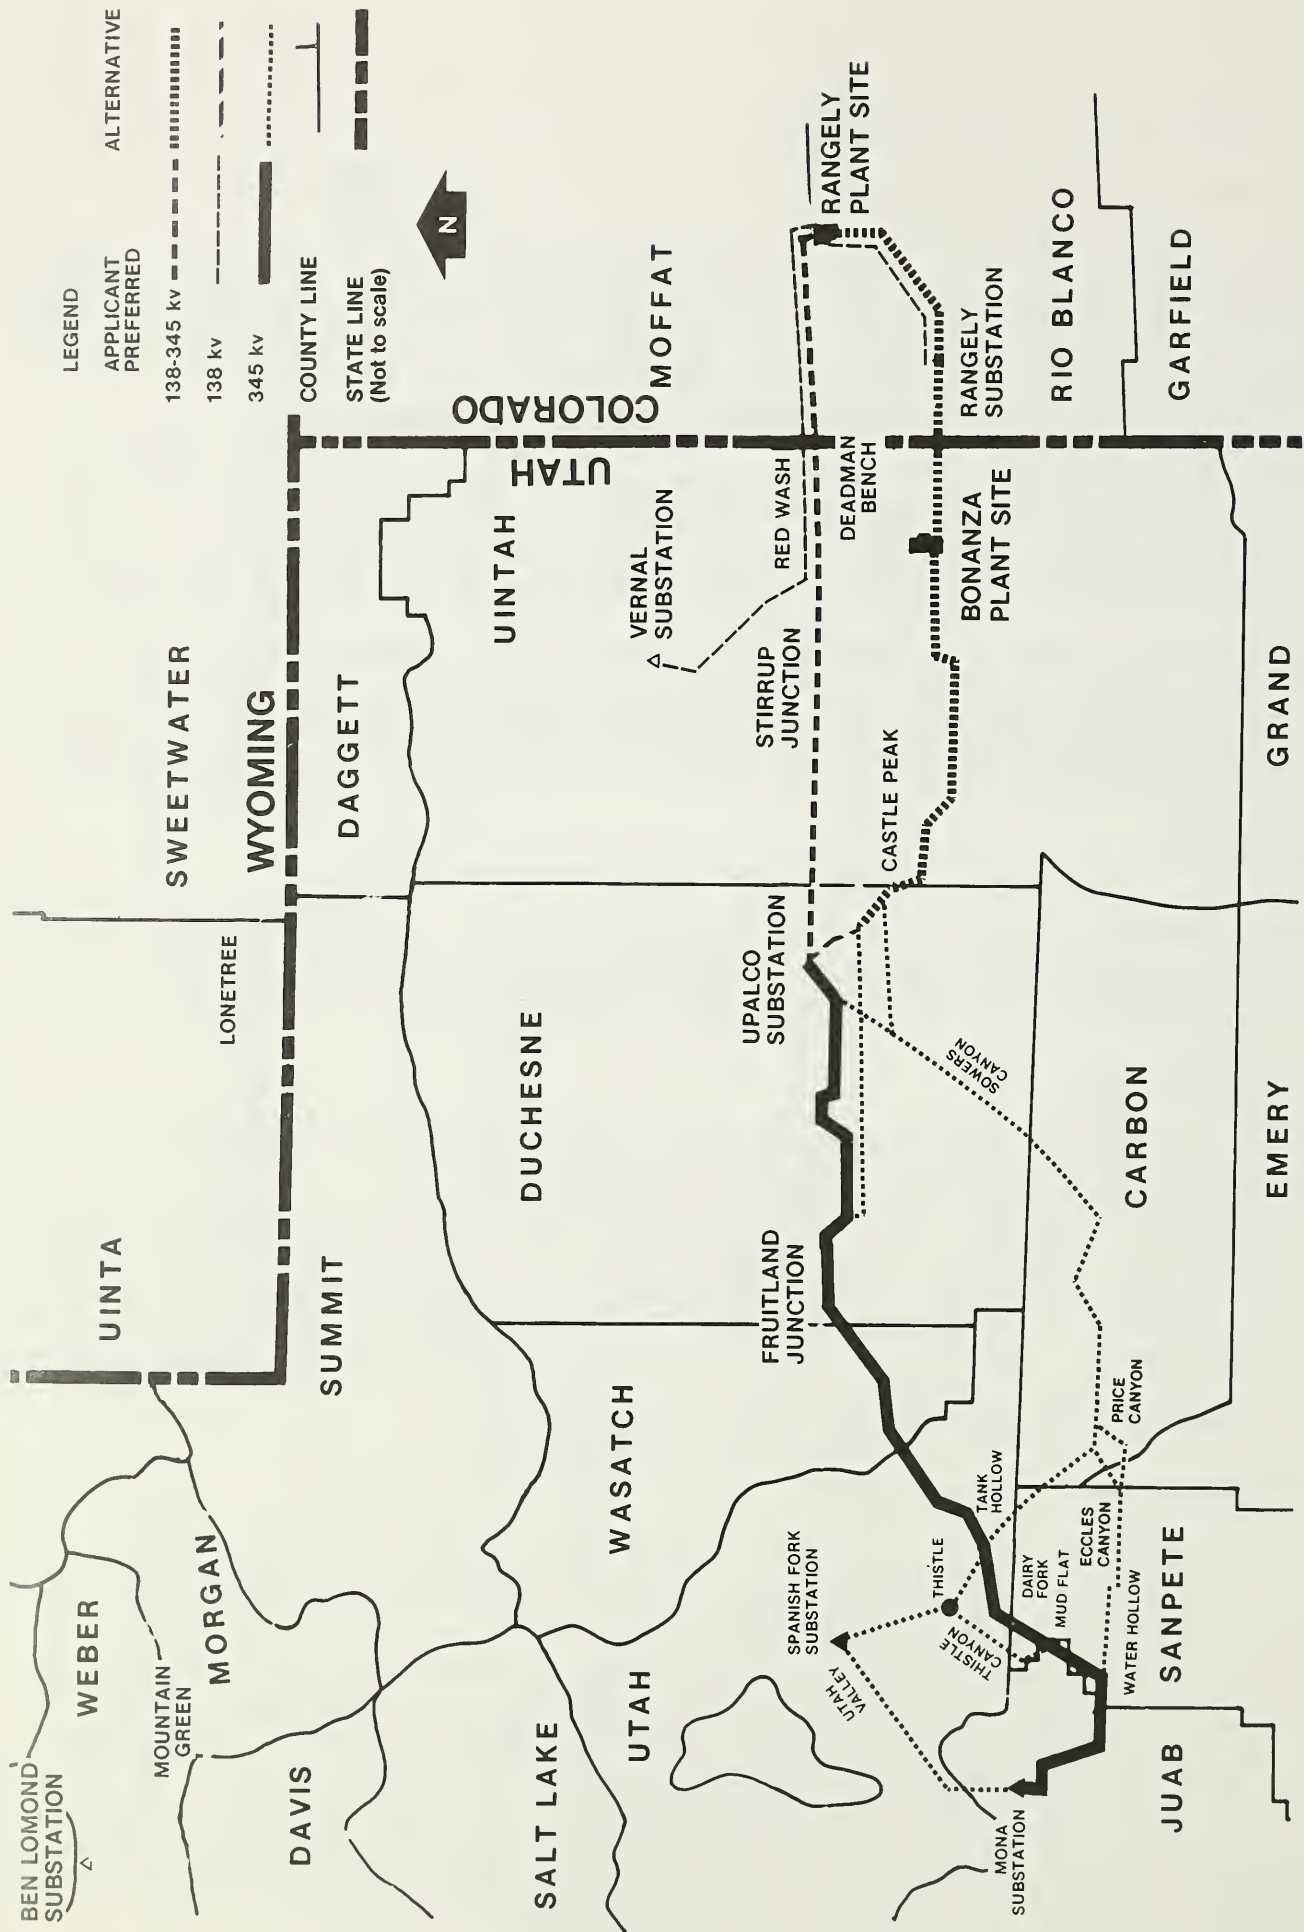 LEGEND
APPLICANT
PREFERRED
ALTERNATIVE
138-345 kv
138 kv
345 kv
COUNTY LINE
STATE LINE
(Not to scale)
N
BEN LOMOND
SUBSTATION
WEBER
MORGAN
MOUNTAIN
GREEN
DAVIS
SALT LAKE
UINTA
SUMMIT
LONETREE
SWEETWATER
WYOMING
DAGGETT
UTAH
COLORADO
UINTAH
MOFFAT
VERNAL
SUBSTATION
RED WASH
STIRRUP
JUNCTION
DEADMAN
BENCH
RANGELY
PLANT SITE
RANGELY
SUBSTATION
RIO BLANCO
GARFIELD
BONANZA
PLANT SITE
CASTLE PEAK
GRAND
DUCHESNE
UPALCO
SUBSTATION
SOWERS
CANYON
CARBON
EMERY
FRUITLAND
JUNCTION
WASATCH
PRICE
CANYON
TANK
HOLLOW
SPANISH FORK
SUBSTATION
THISTLE
DAIRY
FORK
MUD FLAT
ECCLES
CANYON
SANPETE
THISTLE
CANYON
WATER HOLLOW
UTAH
VALLEY
UTAH
MONA
SUBSTATION
JUAB